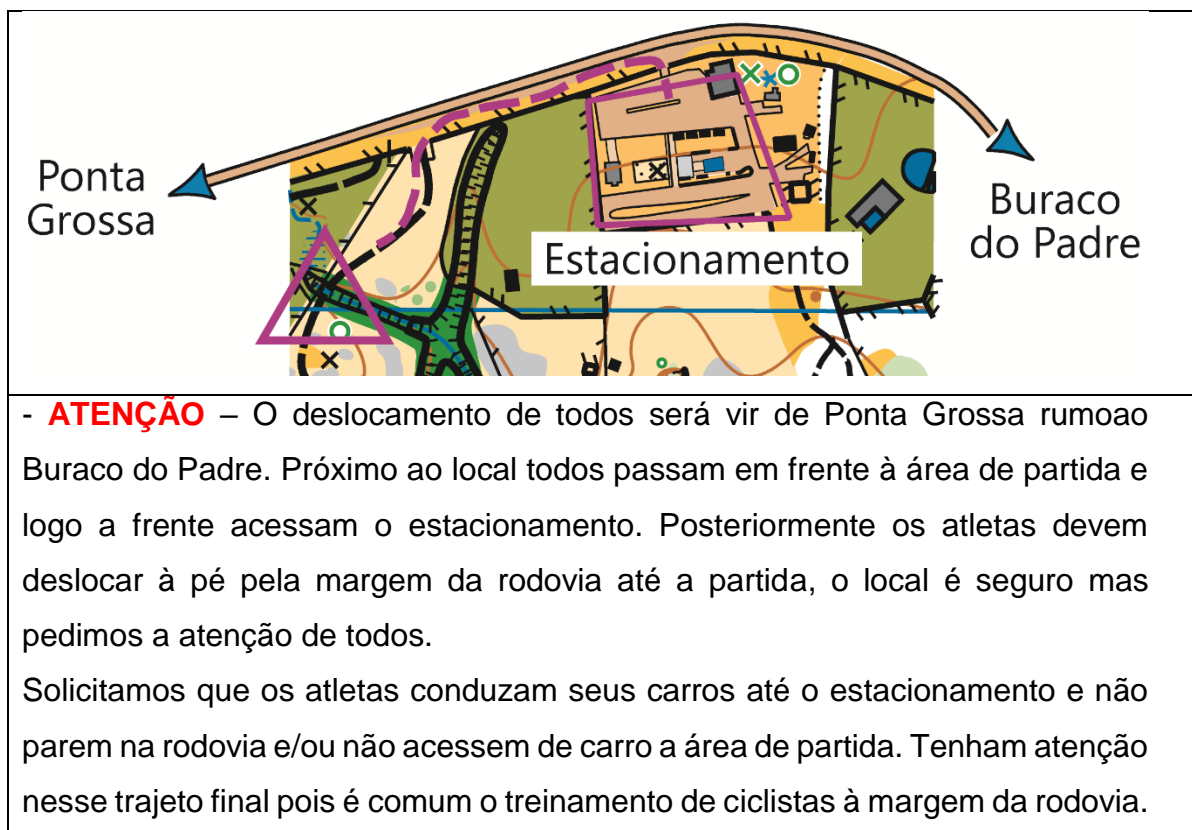 Ponta
Grossa
Buraco
do Padre
Estacionamento
- ATENÇÃO – O deslocamento de todos será vir de Ponta Grossa rumoao
Buraco do Padre. Próximo ao local todos passam em frente à área de partida e
logo a frente acessam o estacionamento. Posteriormente os atletas devem
deslocar à pé pela margem da rodovia até a partida, o local é seguro mas
pedimos a atenção de todos.
Solicitamos que os atletas conduzam seus carros até o estacionamento e não
parem na rodovia e/ou não acessem de carro a área de partida. Tenham atenção
nesse trajeto final pois é comum o treinamento de ciclistas à margem da rodovia.